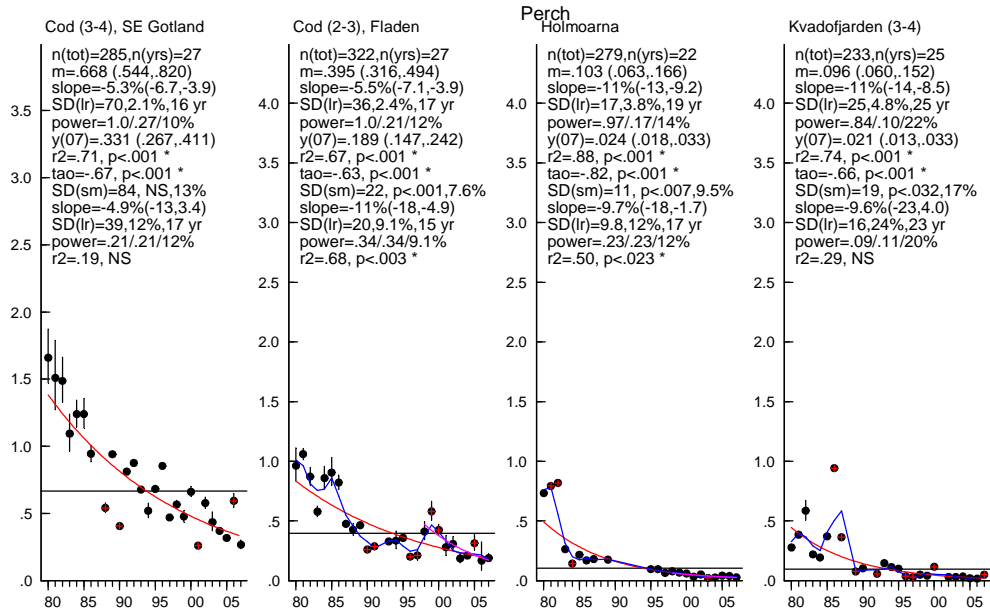 Perch
Cod (3-4), SE Gotland
n(tot)=285,n(yrs)=27
m=.668 (.544,.820)
slope=-5.3%(-6.7,-3.9)
SD(lr)=70,2.1%,16 yr
power=1.0/.27/10%
y(07)=.331 (.267,.411)
r2=.71, p<.001 *
tao=-.67, p<.001 *
SD(sm)=84, NS,13%
slope=-4.9%(-13,3.4)
SD(lr)=39,12%,17 yr
power=.21/.21/12%
r2=.19, NS
3.5
3.0
2.5
2.0
1.5
1.0
.5
.0
80 85 90 95 00 05
Cod (2-3), Fladen
n(tot)=322,n(yrs)=27
m=.395 (.316,.494)
slope=-5.5%(-7.1,-3.9)
SD(lr)=36,2.4%,17 yr
power=1.0/.21/12%
y(07)=.189 (.147,.242)
r2=.67, p<.001 *
tao=-.63, p<.001 *
SD(sm)=22, p<.001,7.6%
slope=-11%(-18,-4.9)
SD(lr)=20,9.1%,15 yr
power=.34/.34/9.1%
r2=.68, p<.003 *
4.0
3.5
3.0
2.5
2.0
1.5
1.0
.5
.0
80 85 90 95 00 05
Holmoarna
n(tot)=279,n(yrs)=22
m=.103 (.063,.166)
slope=-11%(-13,-9.2)
SD(lr)=17,3.8%,19 yr
power=.97/.17/14%
y(07)=.024 (.018,.033)
r2=.88, p<.001 *
tao=-.82, p<.001 *
SD(sm)=11, p<.007,9.5%
slope=-9.7%(-18,-1.7)
SD(lr)=9.8,12%,17 yr
power=.23/.23/12%
r2=.50, p<.023 *
4.0
3.5
3.0
2.5
2.0
1.5
1.0
.5
.0
80 85 90 95 00 05
Kvadofjarden (3-4)
n(tot)=233,n(yrs)=25
m=.096 (.060,.152)
slope=-11%(-14,-8.5)
SD(lr)=25,4.8%,25 yr
power=.84/.10/22%
y(07)=.021 (.013,.033)
r2=.74, p<.001 *
tao=-.66, p<.001 *
SD(sm)=19, p<.032,17%
slope=-9.6%(-23,4.0)
SD(lr)=16,24%,23 yr
power=.09/.11/20%
r2=.29, NS
4.0
3.5
3.0
2.5
2.0
1.5
1.0
.5
.0
80 85 90 95 00 05